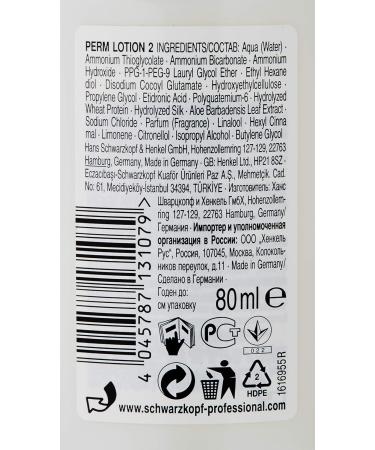 PERM LOTION 2 INGREDIENTS/СОСТАВ: Aqua (Water) ·
Ammonium Thioglycolate · Ammonium Bicarbonate · Ammonium
Hydroxide · PPG-1-PEG-9 Lauryl Glycol Ether · Ethyl Hexane
diol · Disodium Cocoyl Glutamate · Hydroxyethylcellulose ·
Propylene Glycol · Etidronic Acid · Polyquaternium-6 · Hydrolyzed
Wheat Protein · Hydrolyzed Silk · Aloe Barbadensis Leaf Extract ·
Sodium Chloride · Parfum (Fragrance) · Linalool · Hexyl Cinna
mal · Limonene · Citronellol · Isopropyl Alcohol · Butylene Glycol
Hans Schwarzkopf & Henkel GmbH, Hohenzollernring 127-129, 22763
Hamburg, Germany · Made in Germany · GB: Henkel Ltd., HP21 8SZ ·
Eczacıbaşı-Schwarzkopf Kuaför Ürünleri Paz A.Ş., Mehmetçik. Cad.
No: 61, Mecidiyeköy-İstanbul 34394, TÜRKİYE · Изготовитель: Ханс
Шварцкопф и Хенкель ГмбХ, Hohenzollern-
ring 127-129, 22763 Hamburg, Germany/
Германия · Импортер и уполномоченная
организация в России: ООО „Хенкель
Рус", Россия, 107045, Москва, Колоколь-
ников переулок, д.11 · Made in Germany/
Сделано в Германии
Годен до:
см упаковку
80 ml e
4 045787 131079 >
PCT
022
2
HDPE
1616955R
www.schwarzkopf-professional.com